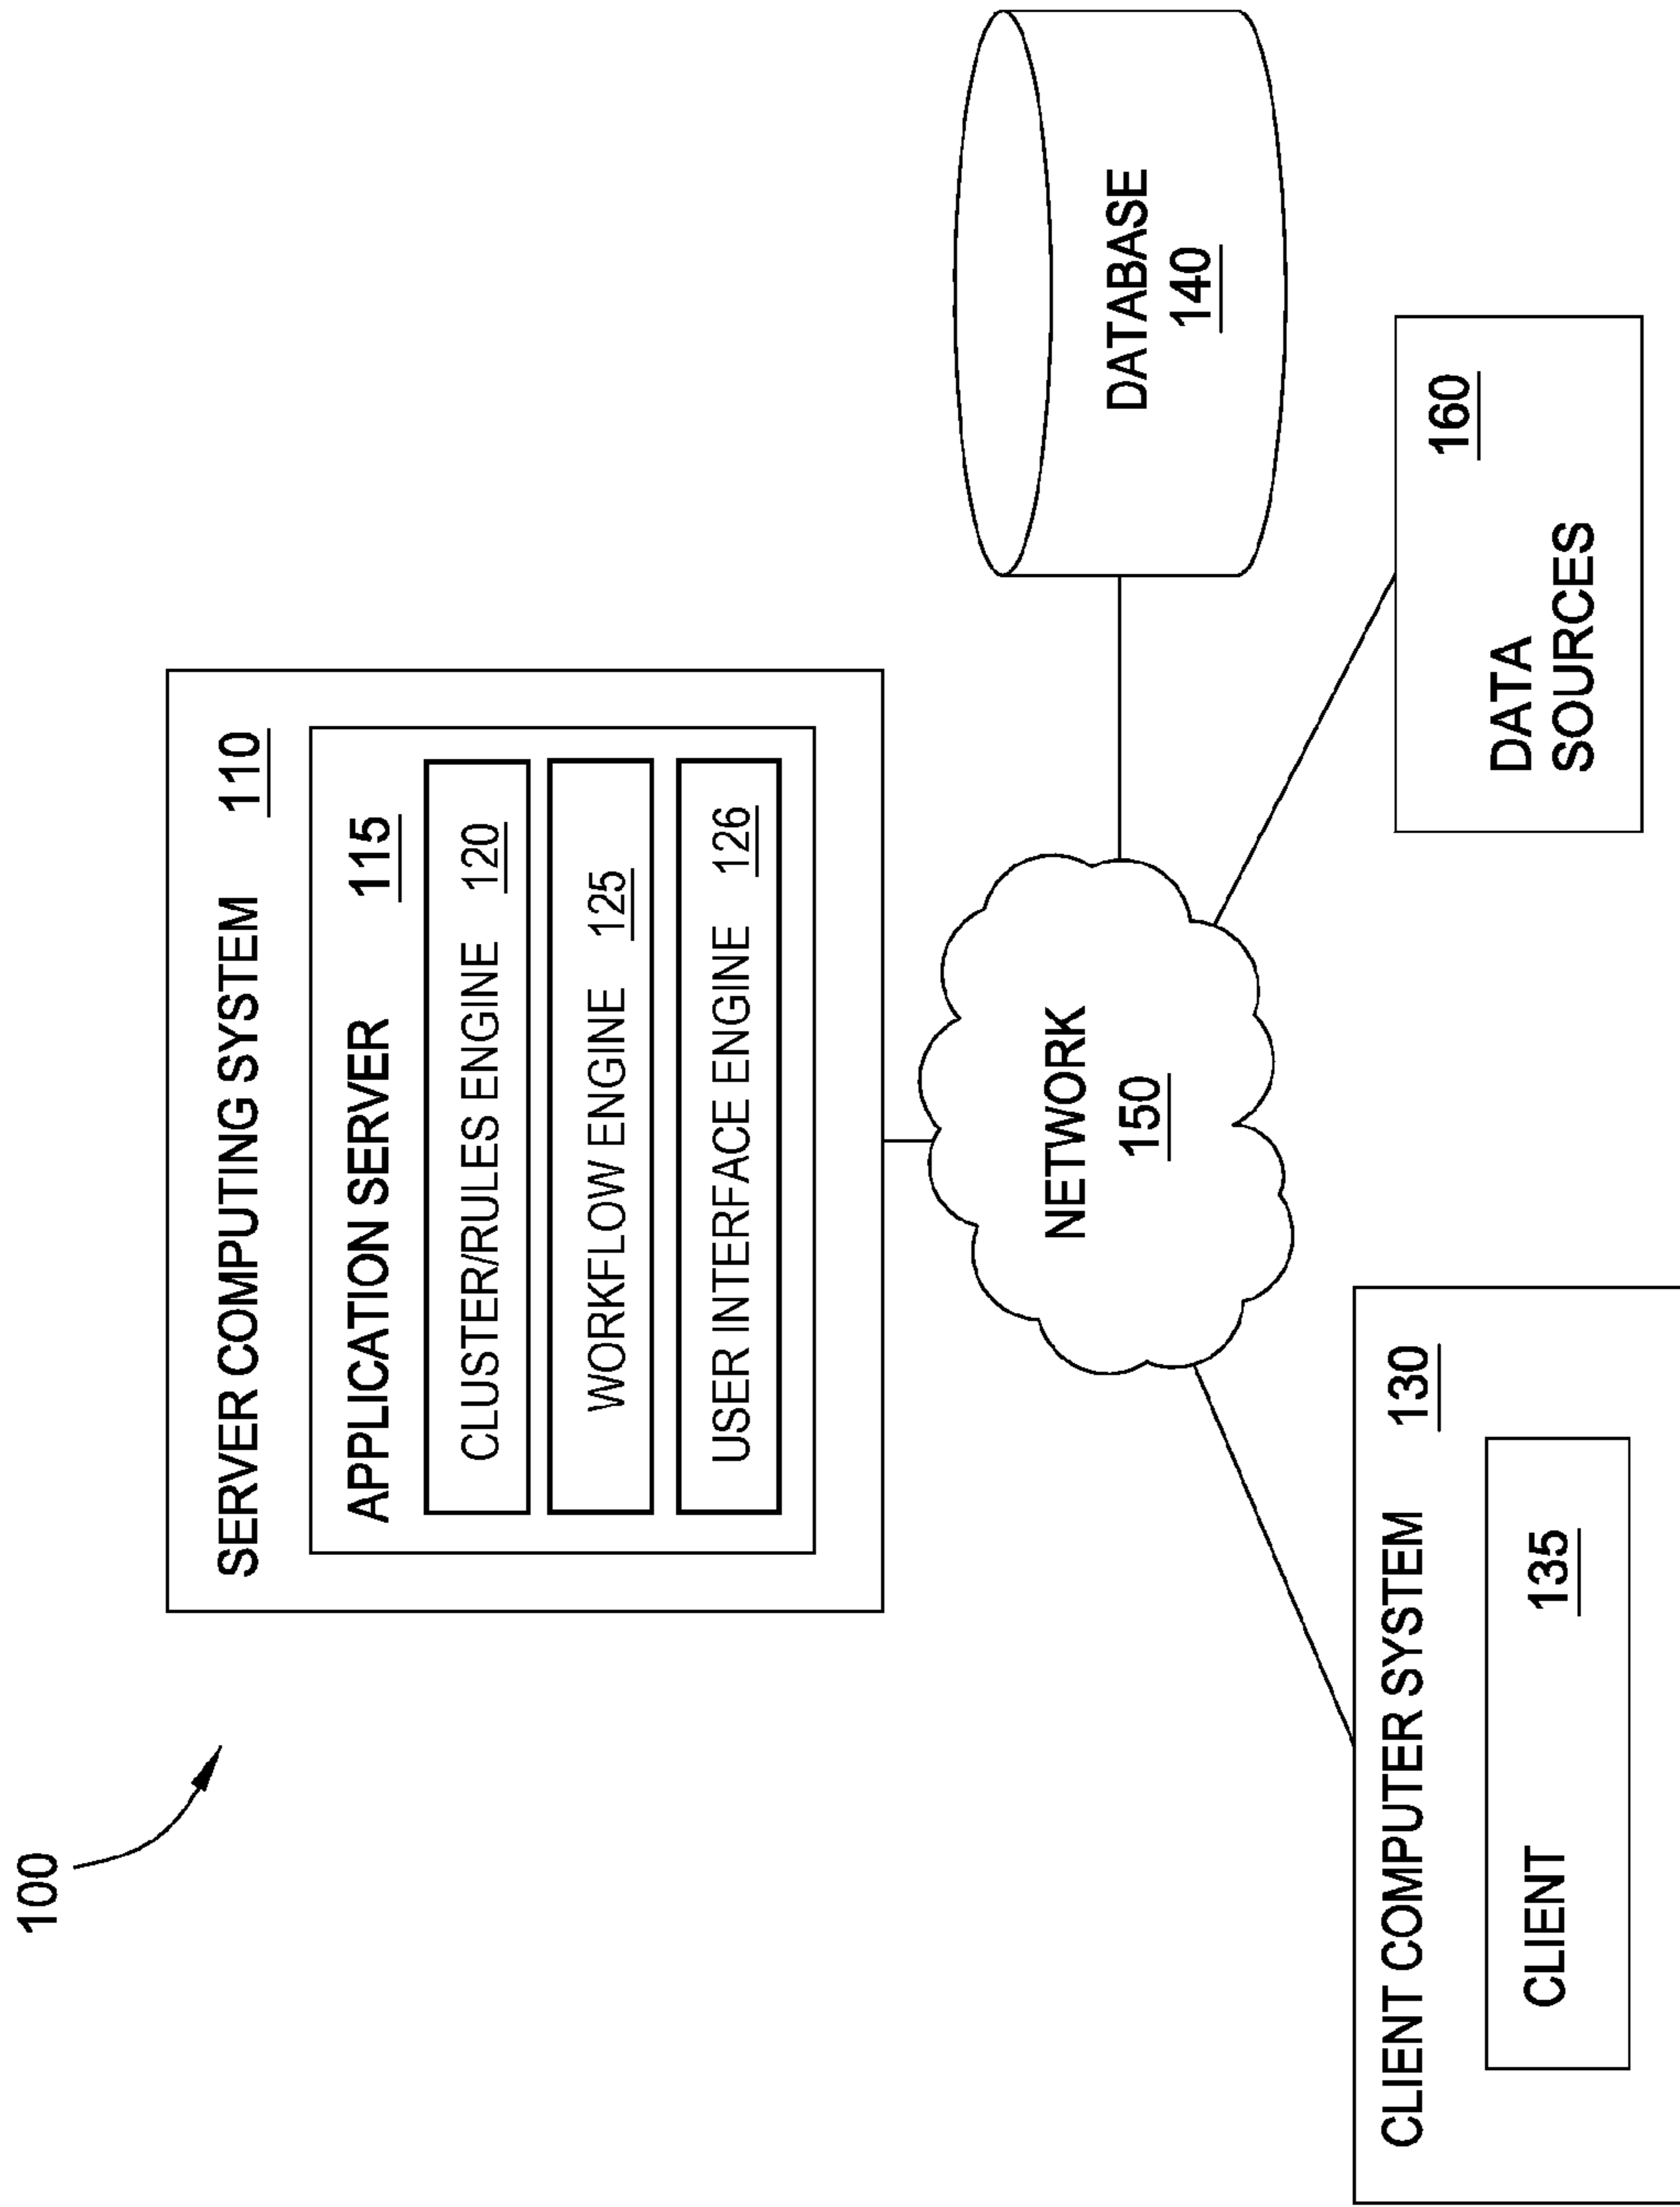 100
SERVER COMPUTING SYSTEM 110
APPLICATION SERVER 115
CLUSTER/RULES ENGINE 120
WORKFLOW ENGINE 125
USER INTERFACE ENGINE 126
NETWORK
150
DATABASE
140
CLIENT COMPUTER SYSTEM 130
CLIENT 135
160
DATA
SOURCES